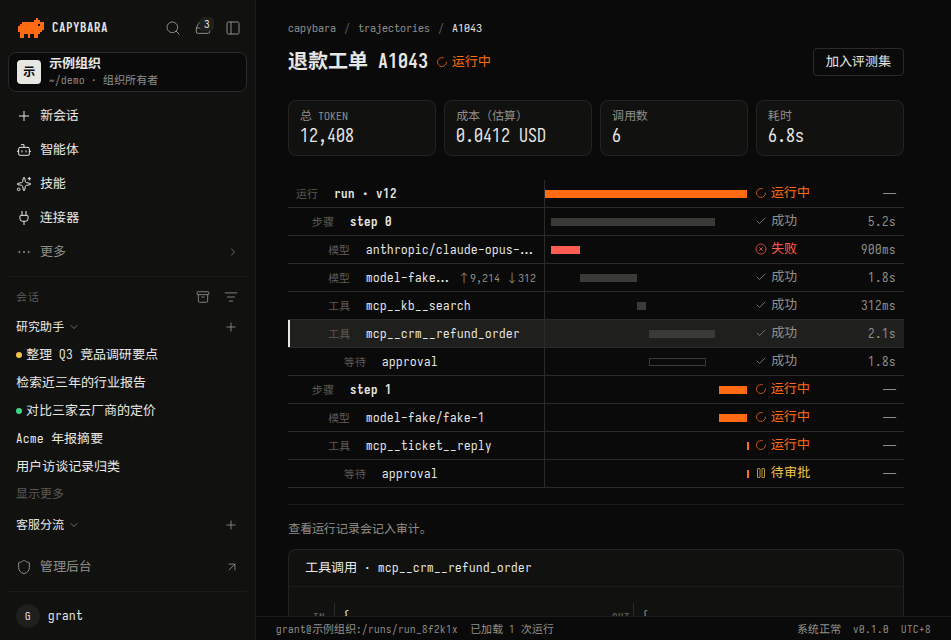 CAPYBARA
3
示
示例组织
~/demo · 组织所有者
新会话
智能体
技能
连接器
更多
会话
研究助手
整理 Q3 竞品调研要点
检索近三年的行业报告
对比三家云厂商的定价
Acme 年报摘要
用户访谈记录归类
显示更多
客服分流
管理后台
G grant
capybara / trajectories / A1043
退款工单 A1043 运行中
加入评测集
总 TOKEN
12,408
成本（估算）
0.0412 USD
调用数
6
耗时
6.8s
运行 run · v12 运行中 —
步骤 step 0 成功 5.2s
模型 anthropic/claude-opus-... 失败 900ms
模型 model-fake... ↑9,214 ↓312 成功 1.8s
工具 mcp__kb__search 成功 312ms
工具 mcp__crm__refund_order 成功 2.1s
等待 approval 成功 1.8s
步骤 step 1 运行中 —
模型 model-fake/fake-1 运行中 —
工具 mcp__ticket__reply 运行中 —
等待 approval 待审批 —
查看运行记录会记入审计。
工具调用 · mcp__crm__refund_order
grant@示例组织:/runs/run_8f2k1x 已加载 1 次运行
系统正常 v0.1.0 UTC+8